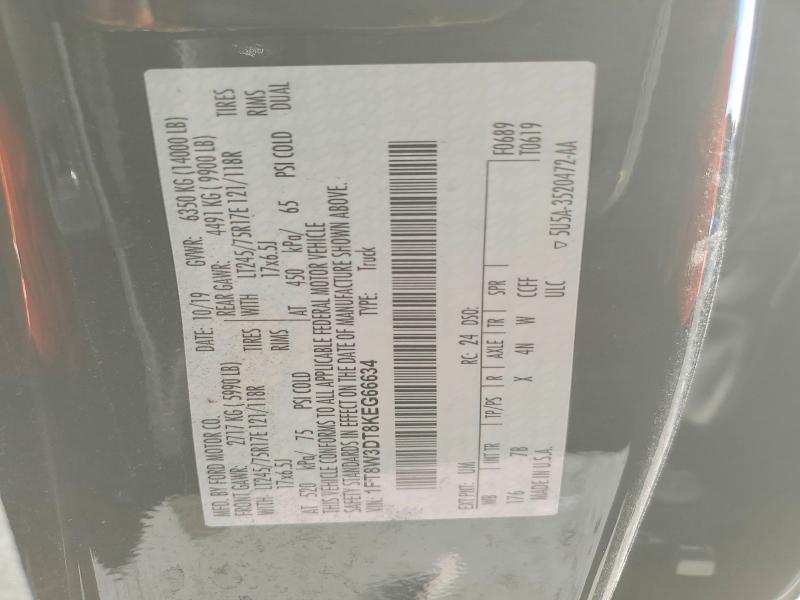 MFD. BY FORD MOTOR CO.
DATE: 10/19 GVWR: 6350 KG (14000 LB)
FRONT GAWR: 2717 KG (5990 LB) REAR GAWR: 4491 KG (9900 LB)
WITH LT245/75R17E 121/118R TIRES WITH LT245/75R17E 121/118R TIRES
17x6.5J RIMS 17x6.5J RIMS
AT 520 kPa/ 75 PSI COLD AT 450 kPa/ 65 PSI COLD DUAL
THIS VEHICLE CONFORMS TO ALL APPLICABLE FEDERAL MOTOR VEHICLE
SAFETY STANDARDS IN EFFECT ON THE DATE OF MANUFACTURE SHOWN ABOVE.
VIN: 1FT8W3DT8KEG66634 TYPE: Truck
F0689
T0619
EXT PNT: UM RC: 24 DSO:
WB INT TR TP/PS R AXLE TR SPR
176 7B X 4N W CCFF
MADE IN U.S.A. ULC
▽ 5U5A-3520472-AA